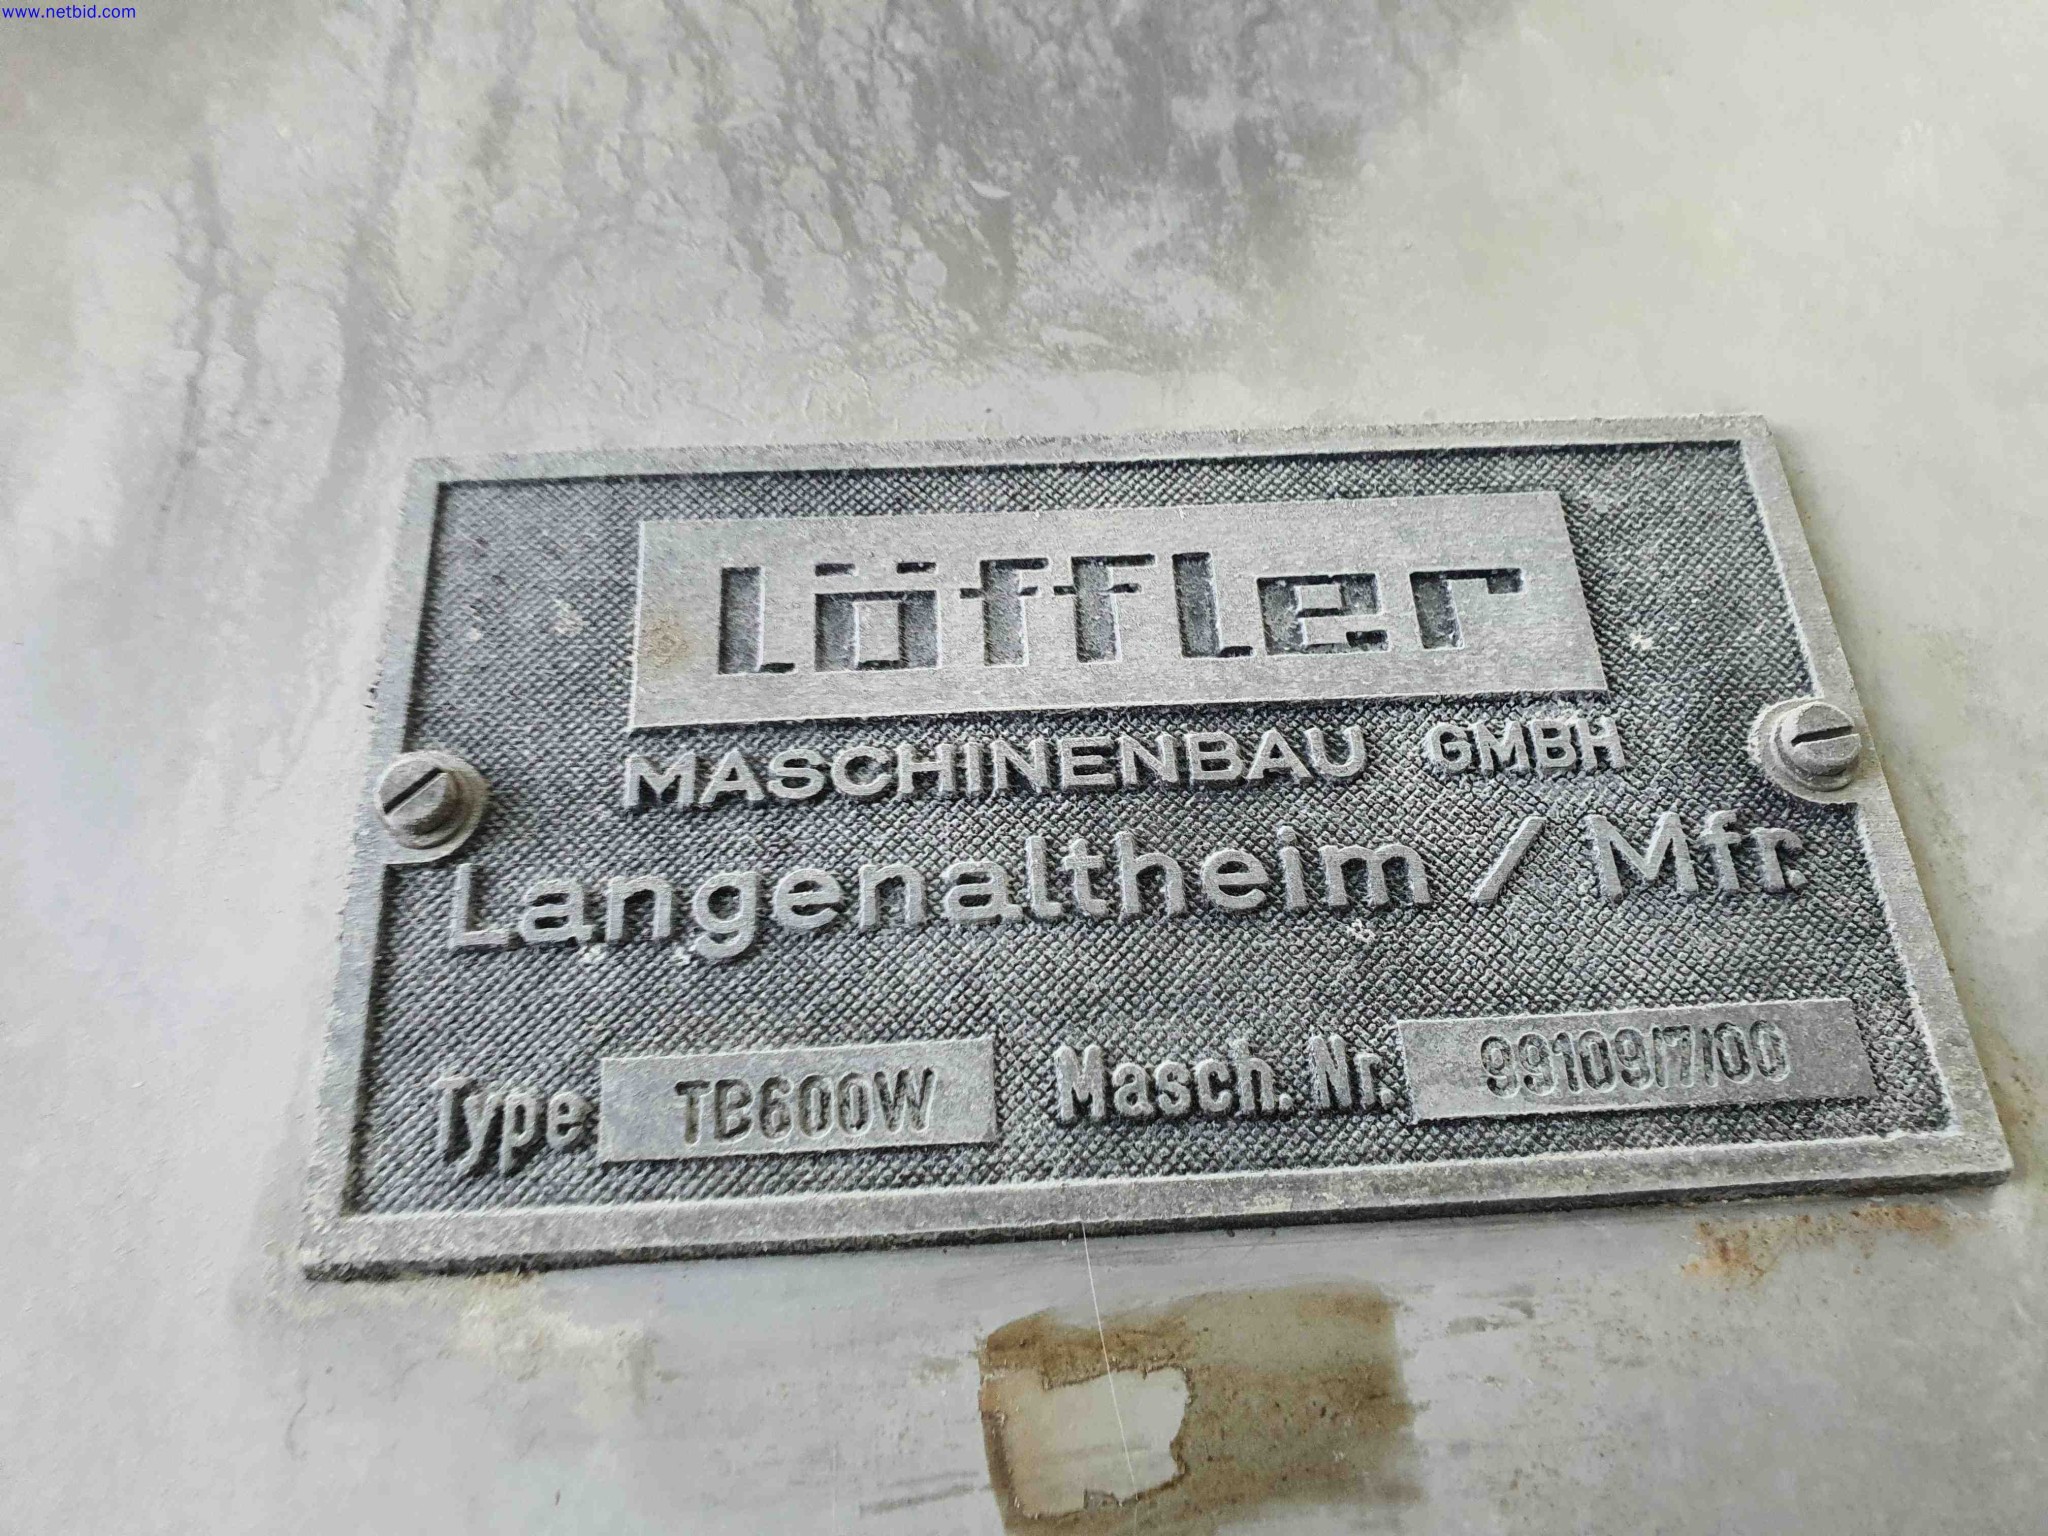 www.netbid.com
Löffler
MASCHINENBAU GMBH
Langenaltheim / Mfr.
Type TB600W Masch. Nr. 99109/7/00